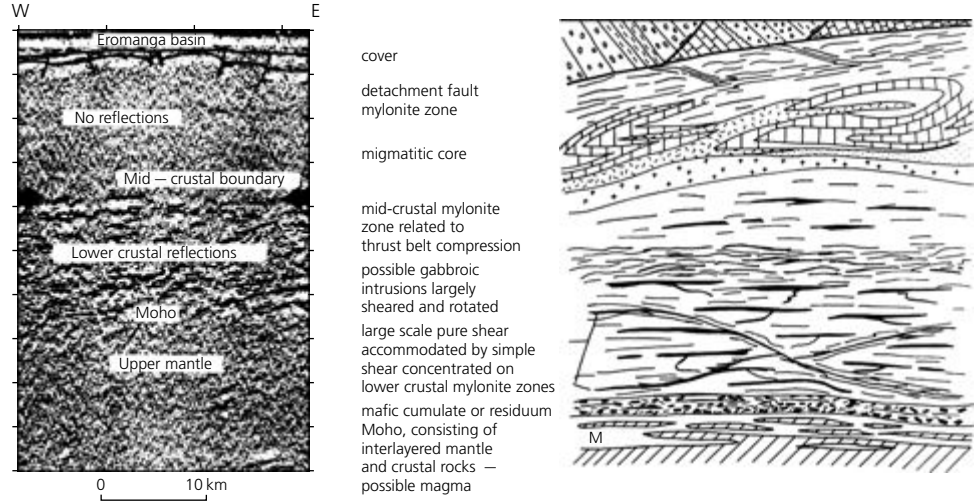 W
E
Eromanga basin
No reflections
Mid – crustal boundary
Lower crustal reflections
Moho
Upper mantle
0 10 km
cover
detachment fault
mylonite zone
migmatitic core
mid-crustal mylonite
zone related to
thrust belt compression
possible gabbroic
intrusions largely
sheared and rotated
large scale pure shear
accommodated by simple
shear concentrated on
lower crustal mylonite zones
mafic cumulate or residuum
Moho, consisting of
interlayered mantle
and crustal rocks –
possible magma
M